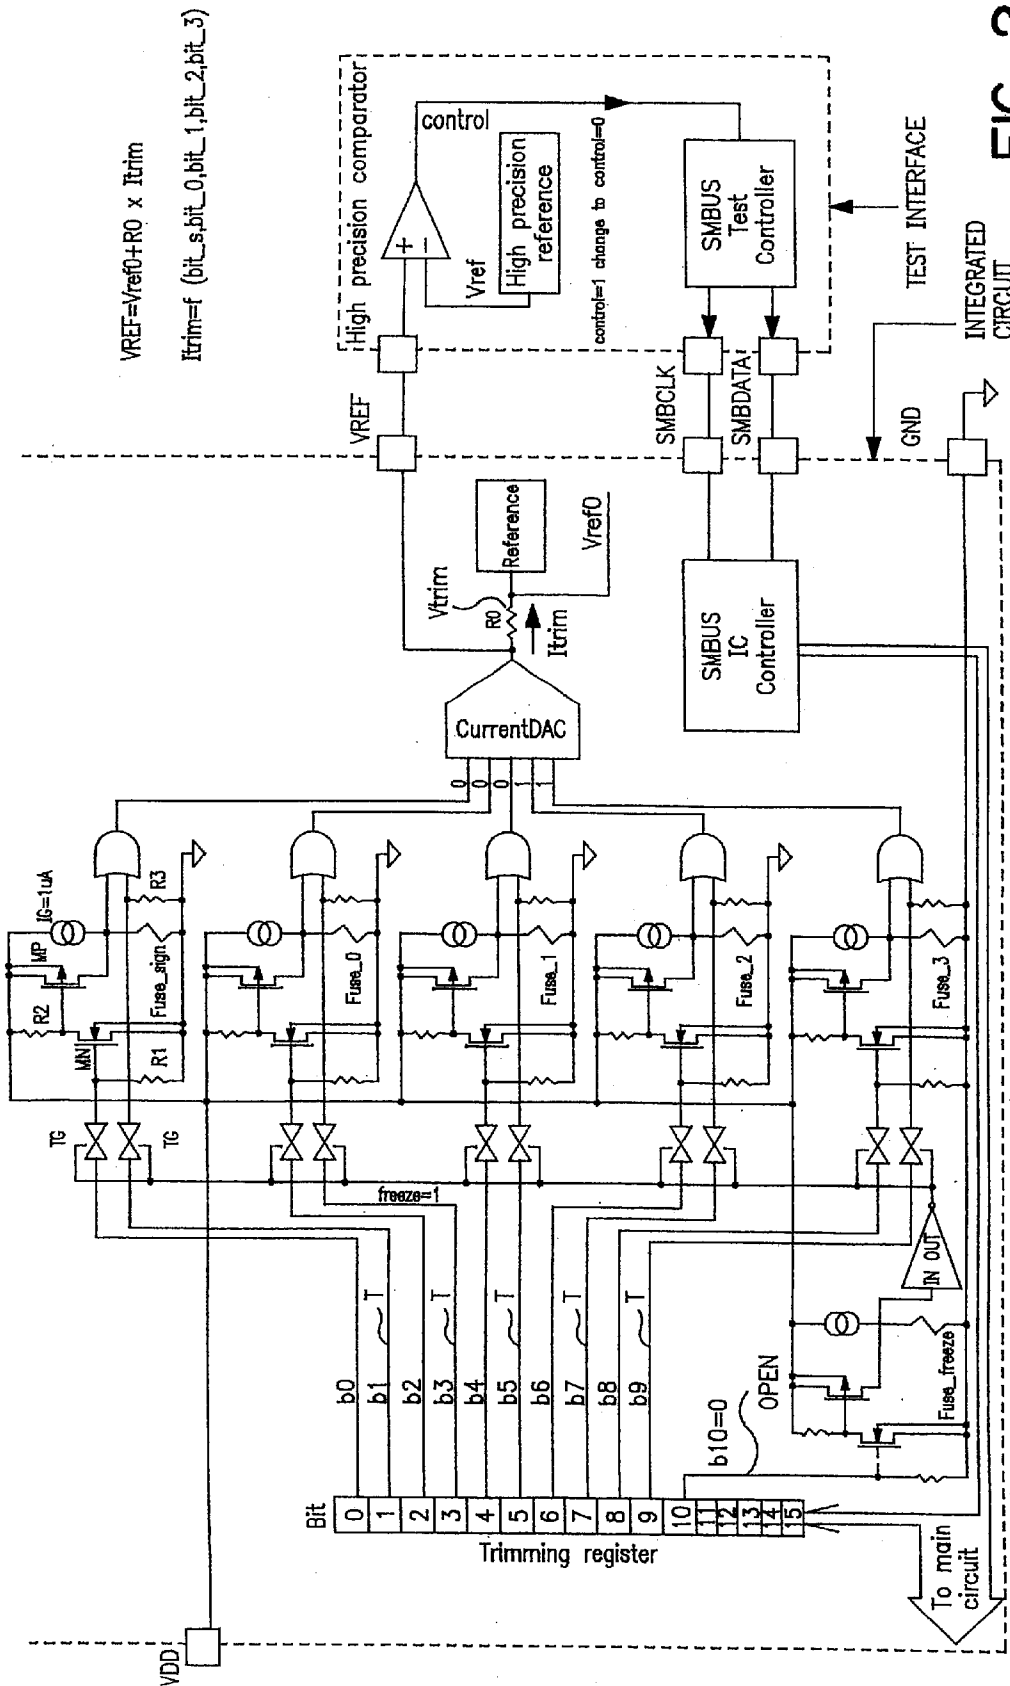 VREF=Vref0+R0 x Itrim
Itrim=f (bit_s,bit_0,bit_1,bit_2,bit_3)
VDD
Bit
0
1
2
3
4
5
6
7
8
9
10
11
12
13
14
15
Trimming register
To main
circuit
b0
b1
T
b2
b3
T
b4
b5
T
b6
b7
T
b8
b9
T
b10=0
OPEN
Fuse_freeze
IN OUT
freeze=1
TG
TG
MN
R1
R2
MP
IG=1uA
Fuse_sign
R3
Fuse_0
Fuse_1
Fuse_2
Fuse_3
0
0
0
1
1
CurrentDAC
Vtrim
R0
Itrim
Reference
Vref0
SMBUS
IC
Controller
VREF
SMBCLK
SMBDATA
GND
High precision comparator
+
−
control
Vref
High precision
reference
control=1 change to control=0
SMBUS
Test
Controller
TEST INTERFACE
INTEGRATED
CIRCUIT